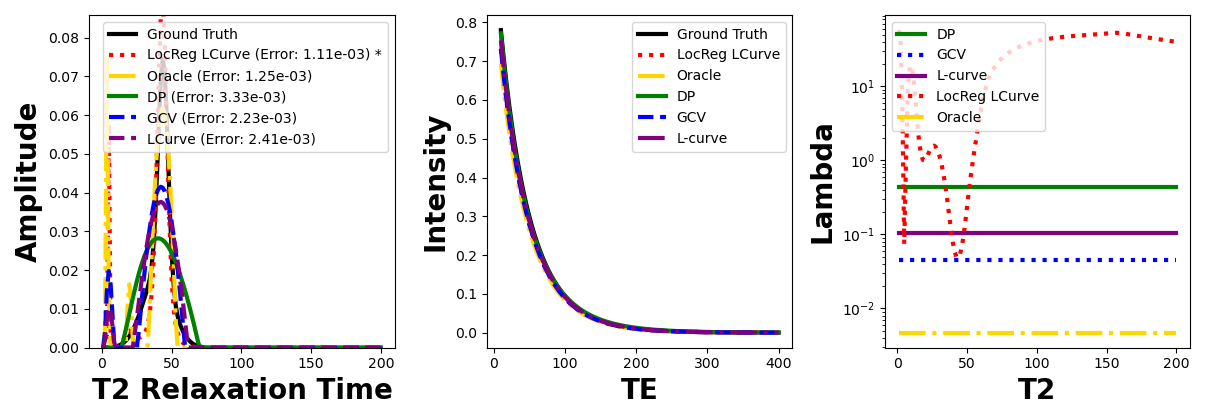 Amplitude
0.08
0.07
0.06
0.05
0.04
0.03
0.02
0.01
0.00
Ground Truth
LocReg LCurve (Error: 1.11e-03) *
Oracle (Error: 1.25e-03)
DP (Error: 3.33e-03)
GCV (Error: 2.23e-03)
LCurve (Error: 2.41e-03)
0 50 100 150 200
T2 Relaxation Time
Intensity
0.8
0.7
0.6
0.5
0.4
0.3
0.2
0.1
0.0
Ground Truth
LocReg LCurve
Oracle
DP
GCV
L-curve
0 100 200 300 400
TE
Lambda
10¹
10⁰
10⁻¹
10⁻²
DP
GCV
L-curve
LocReg LCurve
Oracle
0 50 100 150 200
T2